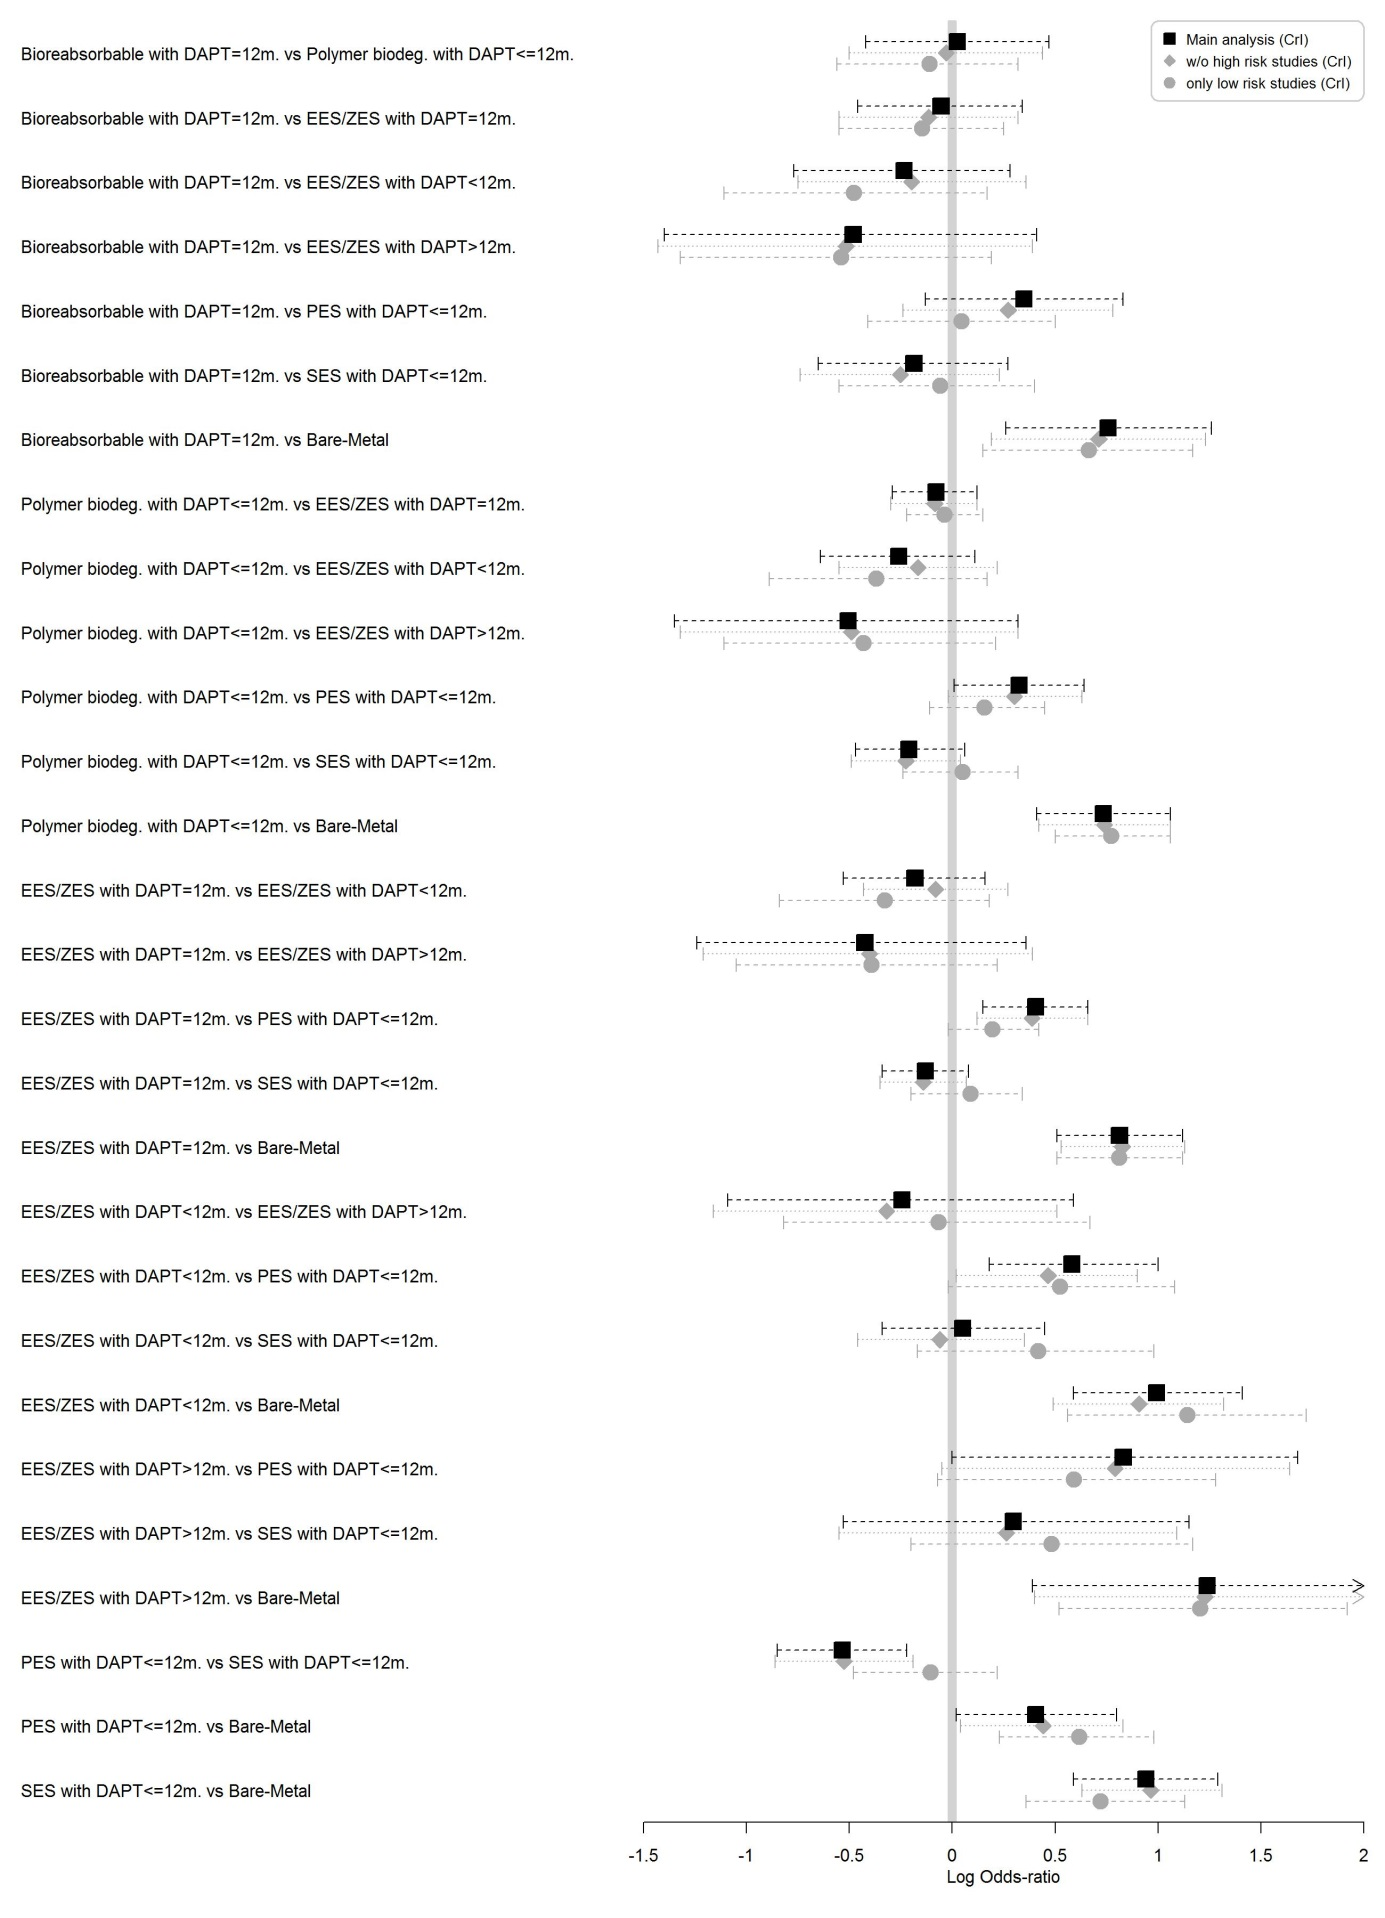 Main analysis (CrI)
w/o high risk studies (CrI)
only low risk studies (CrI)
Bioreabsorbable with DAPT=12m. vs Polymer biodeg. with DAPT<=12m.
Bioreabsorbable with DAPT=12m. vs EES/ZES with DAPT=12m.
Bioreabsorbable with DAPT=12m. vs EES/ZES with DAPT<12m.
Bioreabsorbable with DAPT=12m. vs EES/ZES with DAPT>12m.
Bioreabsorbable with DAPT=12m. vs PES with DAPT<=12m.
Bioreabsorbable with DAPT=12m. vs SES with DAPT<=12m.
Bioreabsorbable with DAPT=12m. vs Bare-Metal
Polymer biodeg. with DAPT<=12m. vs EES/ZES with DAPT=12m.
Polymer biodeg. with DAPT<=12m. vs EES/ZES with DAPT<12m.
Polymer biodeg. with DAPT<=12m. vs EES/ZES with DAPT>12m.
Polymer biodeg. with DAPT<=12m. vs PES with DAPT<=12m.
Polymer biodeg. with DAPT<=12m. vs SES with DAPT<=12m.
Polymer biodeg. with DAPT<=12m. vs Bare-Metal
EES/ZES with DAPT=12m. vs EES/ZES with DAPT<12m.
EES/ZES with DAPT=12m. vs EES/ZES with DAPT>12m.
EES/ZES with DAPT=12m. vs PES with DAPT<=12m.
EES/ZES with DAPT=12m. vs SES with DAPT<=12m.
EES/ZES with DAPT=12m. vs Bare-Metal
EES/ZES with DAPT<12m. vs EES/ZES with DAPT>12m.
EES/ZES with DAPT<12m. vs PES with DAPT<=12m.
EES/ZES with DAPT<12m. vs SES with DAPT<=12m.
EES/ZES with DAPT<12m. vs Bare-Metal
EES/ZES with DAPT>12m. vs PES with DAPT<=12m.
EES/ZES with DAPT>12m. vs SES with DAPT<=12m.
EES/ZES with DAPT>12m. vs Bare-Metal
PES with DAPT<=12m. vs SES with DAPT<=12m.
PES with DAPT<=12m. vs Bare-Metal
SES with DAPT<=12m. vs Bare-Metal
-1.5 -1 -0.5 0 0.5 1 1.5 2
Log Odds-ratio